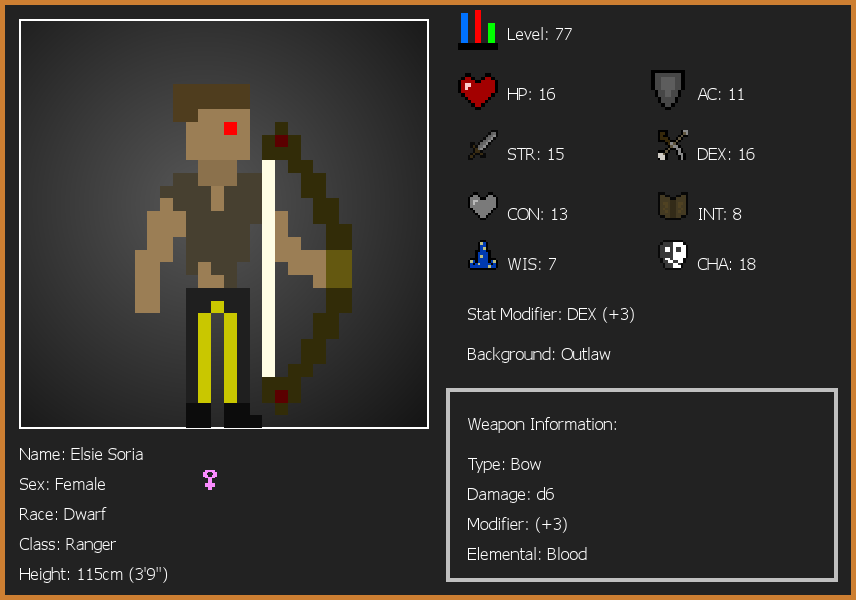 Level: 77
HP: 16
AC: 11
STR: 15
DEX: 16
CON: 13
INT: 8
WIS: 7
CHA: 18
Stat Modifier: DEX (+3)
Background: Outlaw
Name: Elsie Soria
Sex: Female
Race: Dwarf
Class: Ranger
Height: 115cm (3'9")
Weapon Information:
Type: Bow
Damage: d6
Modifier: (+3)
Elemental: Blood